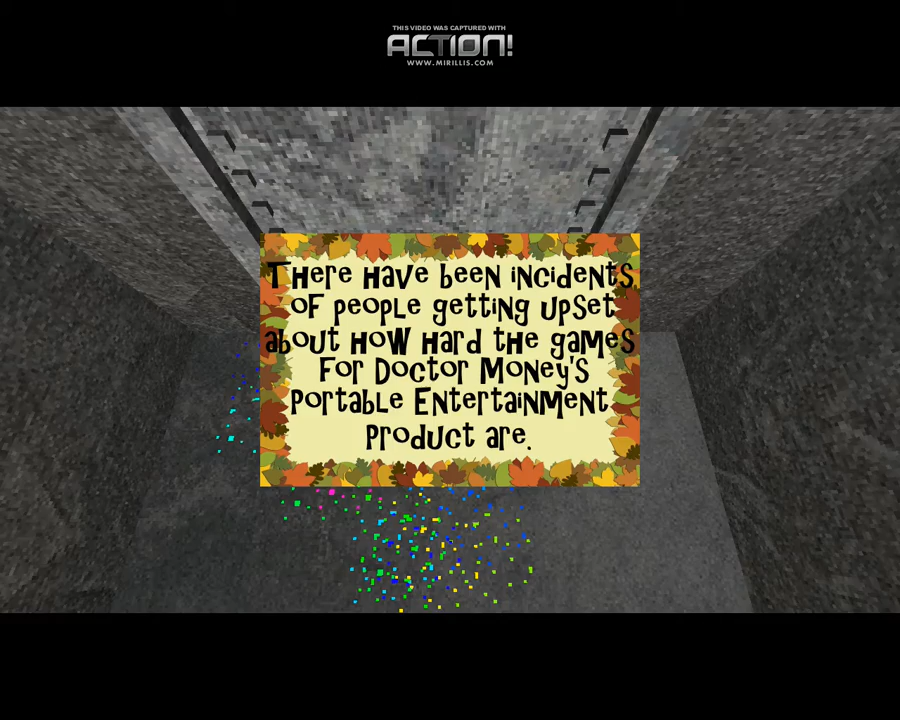 THIS VIDEO WAS CAPTURED WITH
ACTION!
WWW.MIRILLIS.COM
There have been incidents
of people getting upset
about how hard the games
for Doctor Money's
Portable Entertainment
Product are.